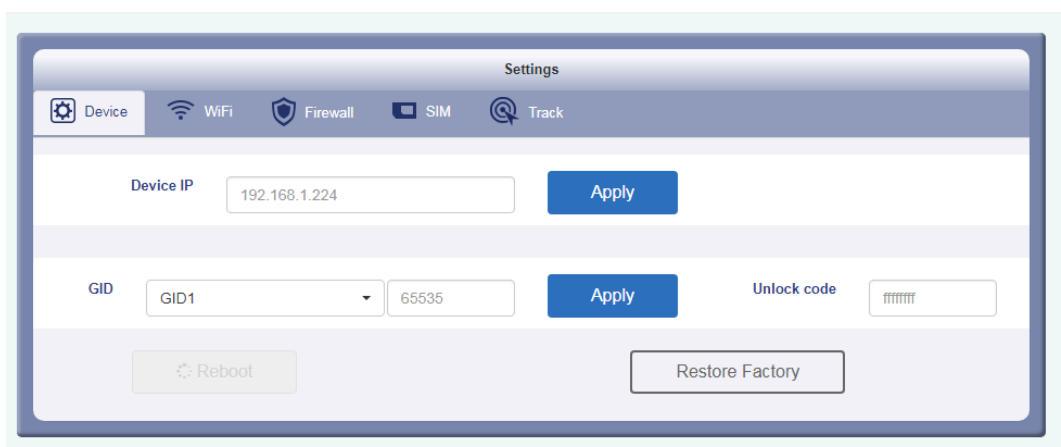 Settings
Device WiFi Firewall SIM Track
Device IP 192.168.1.224 Apply
GID GID1 65535 Apply Unlock code ffffffff
Reboot Restore Factory